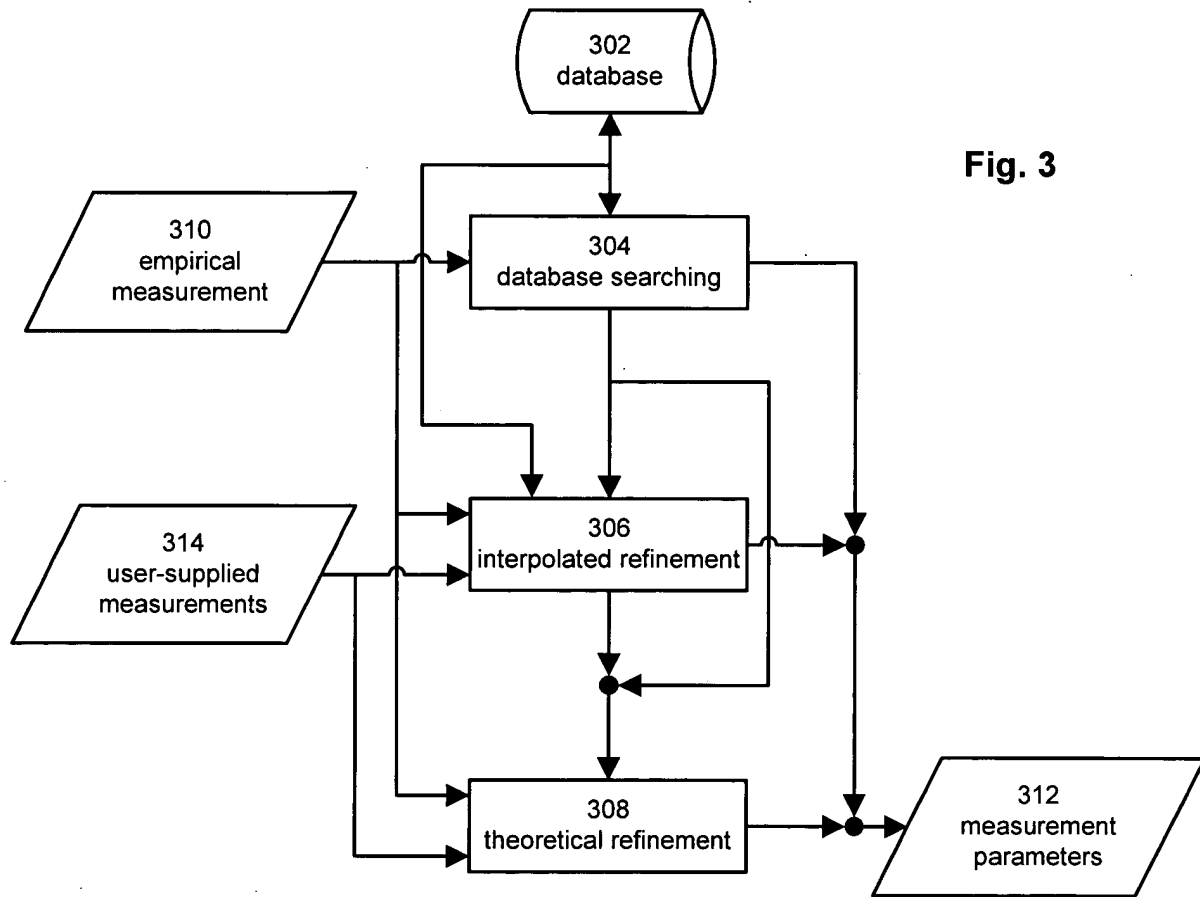 302
database
Fig. 3
310
empirical
measurement
304
database searching
314
user-supplied
measurements
306
interpolated refinement
308
theoretical refinement
312
measurement
parameters